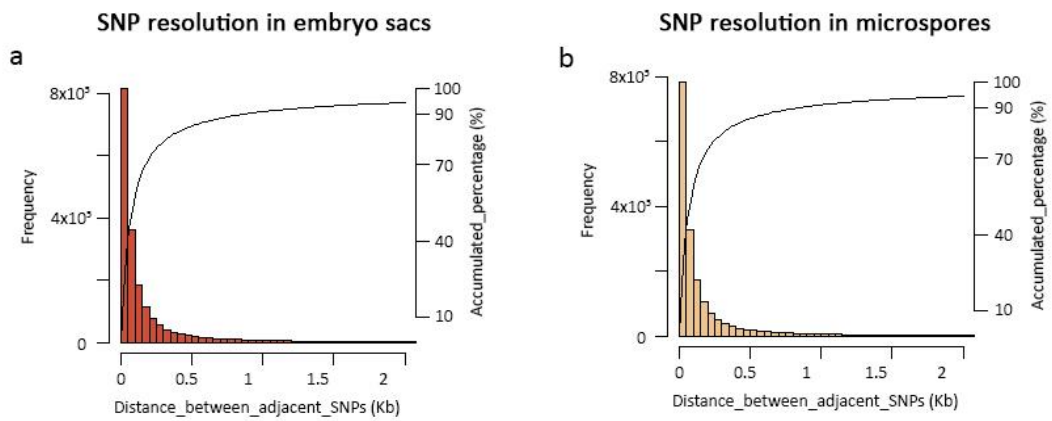 SNP resolution in embryo sacs
a
8x10⁵
4x10⁵
0
Frequency
100
90
70
40
10
Accumulated_percentage (%)
0 0.5 1 1.5 2
Distance_between_adjacent_SNPs (Kb)
SNP resolution in microspores
b
8x10⁵
4x10⁵
0
Frequency
100
90
70
40
10
Accumulated_percentage (%)
0 0.5 1 1.5 2
Distance_between_adjacent_SNPs (Kb)